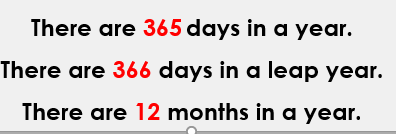 There are 365 days in a year.
There are 366 days in a leap year.
There are 12 months in a year.